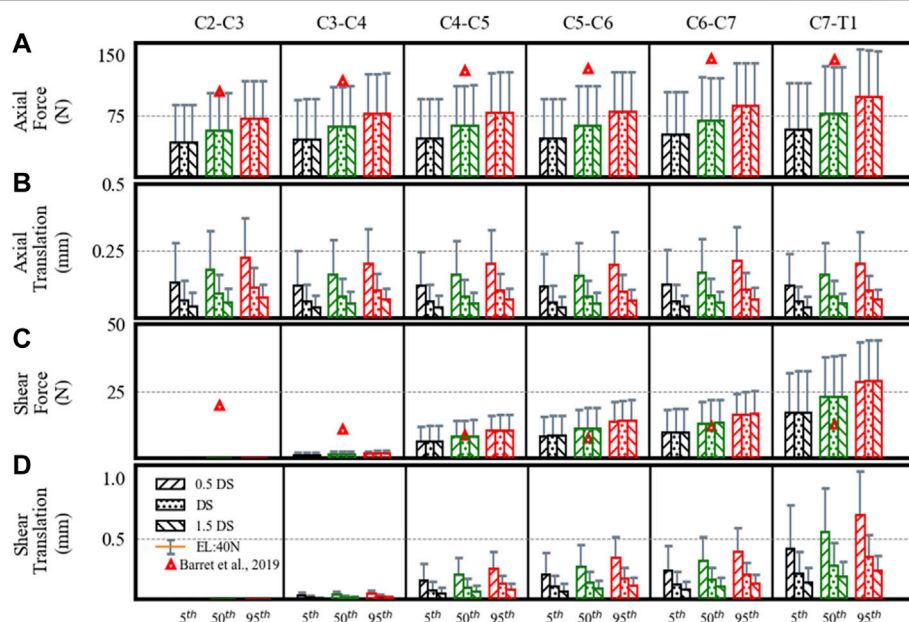 C2-C3 C3-C4 C4-C5 C5-C6 C6-C7 C7-T1
A
Axial
Force
(N)
150
75
B
Axial
Translation
(mm)
0.5
0.25
C
Shear
Force
(N)
50
25
D
Shear
Translation
(mm)
1.0
0.5
0.5 DS
DS
1.5 DS
EL:40N
Barret et al., 2019
5th 50th 95th 5th 50th 95th 5th 50th 95th 5th 50th 95th 5th 50th 95th 5th 50th 95th